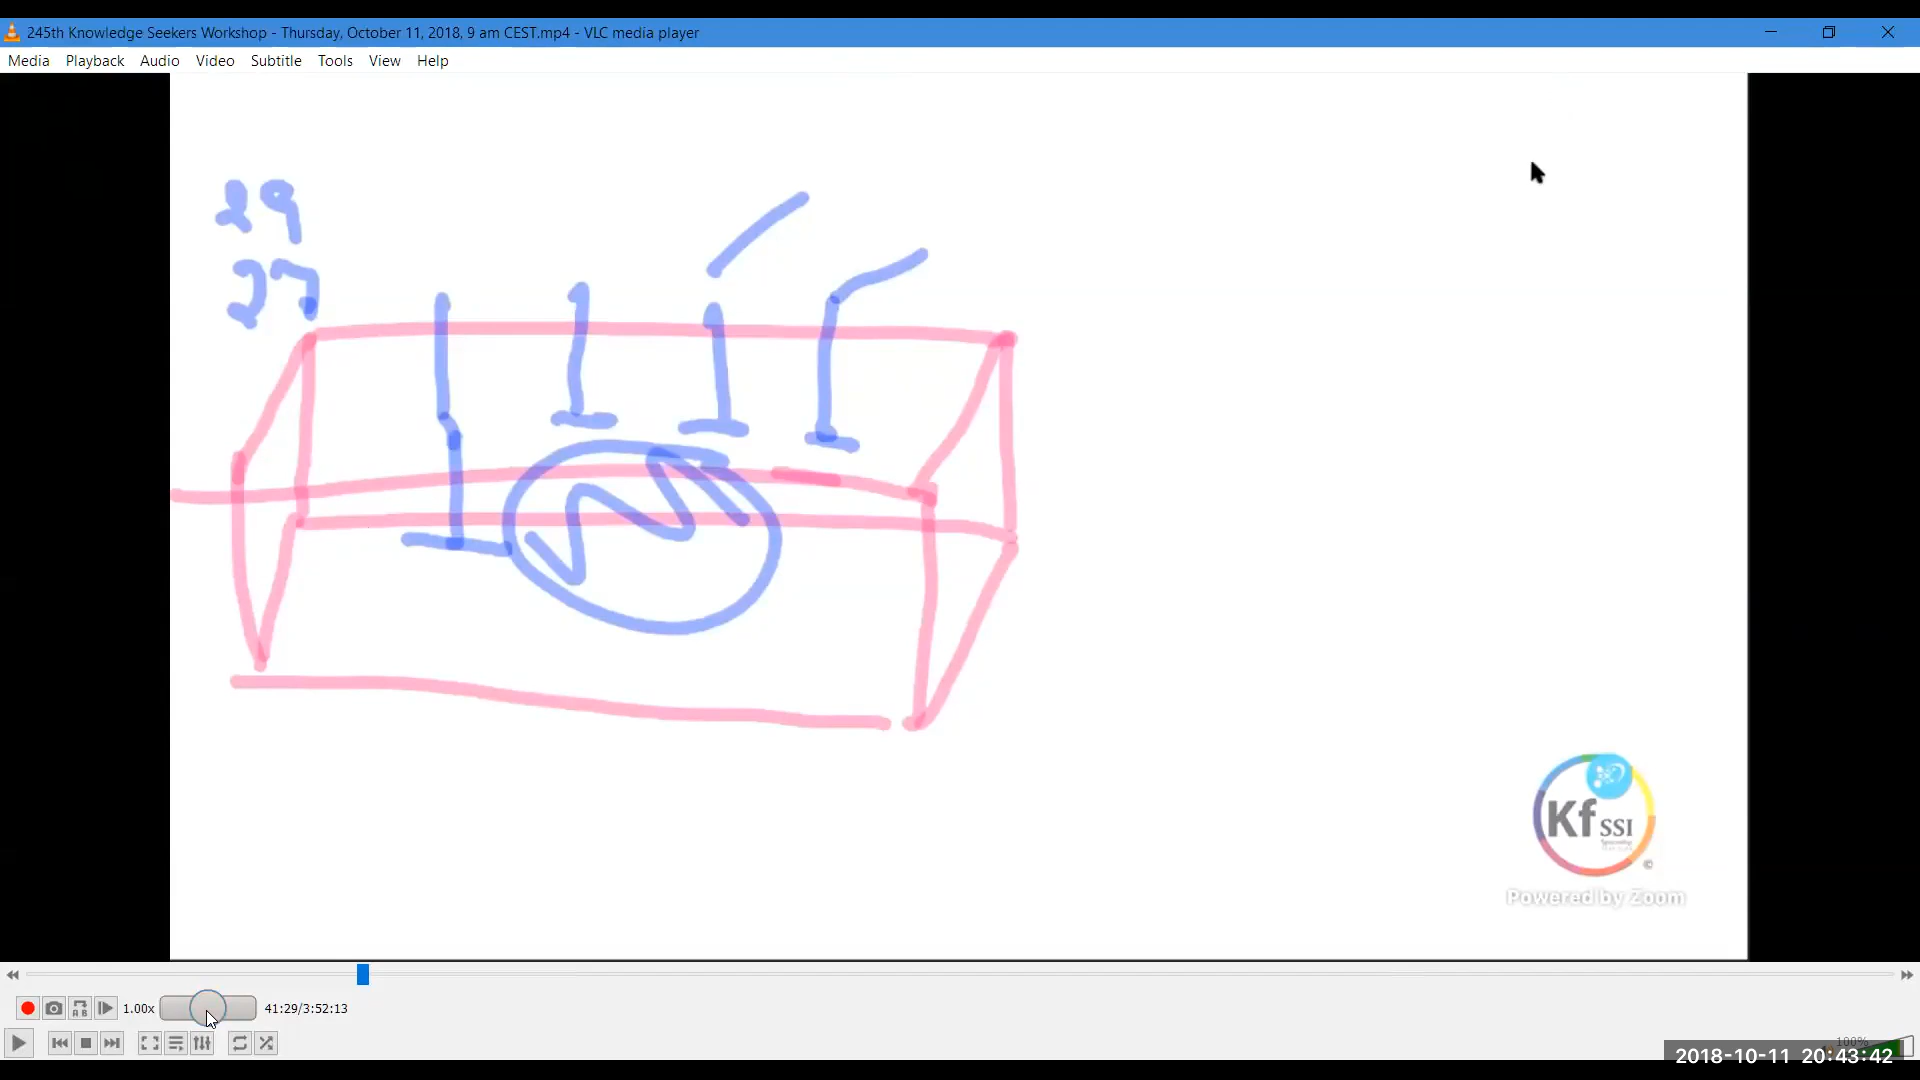 245th Knowledge Seekers Workshop - Thursday, October 11, 2018, 9 am CEST.mp4 - VLC media player
Media Playback Audio Video Subtitle Tools View Help
29
27
Kf SSI
©
Powered by Zoom
1.00x 41:29/3:52:13
100%
2018-10-11 20:43:42